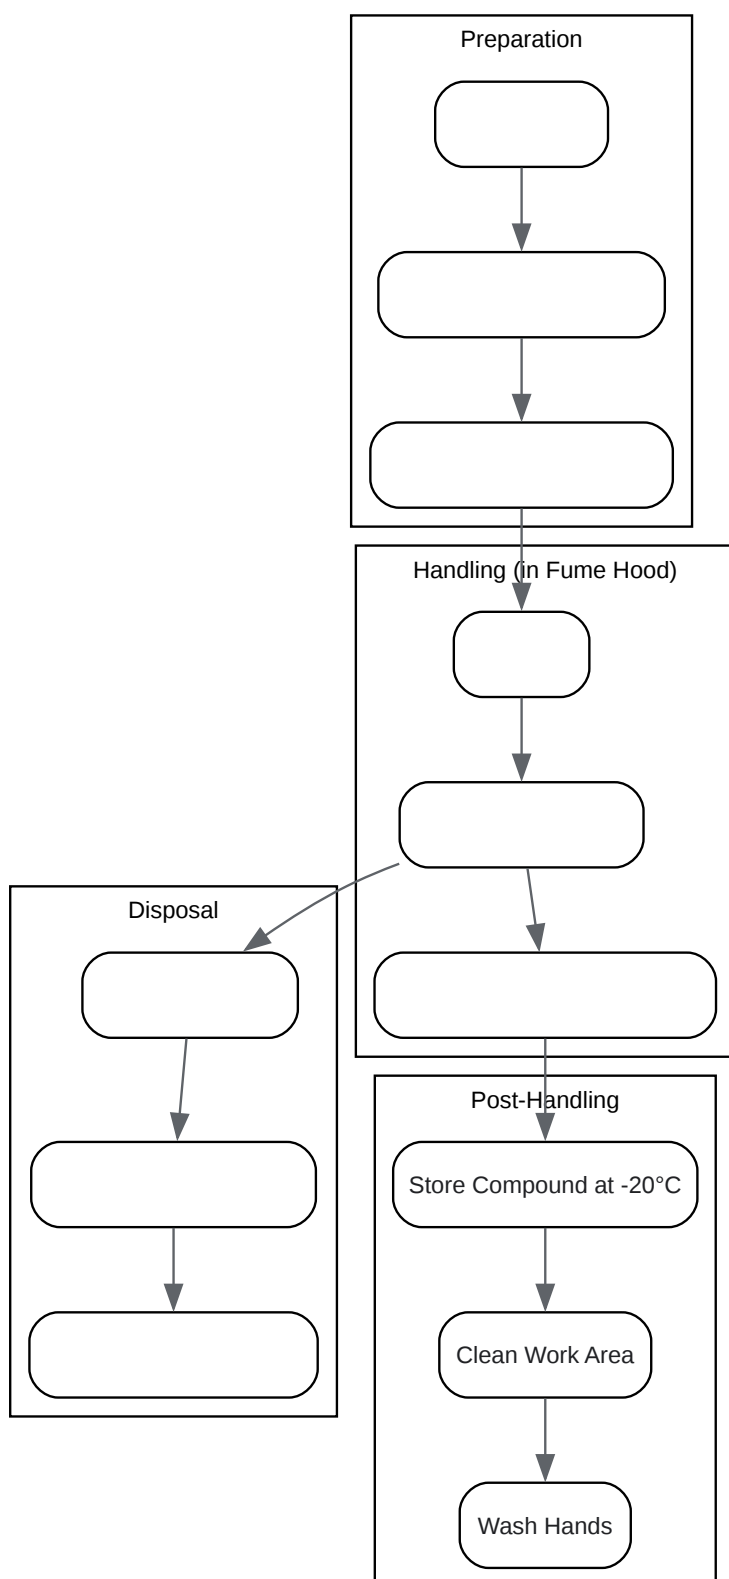 Preparation
Handling (in Fume Hood)
Disposal
Post-Handling
Store Compound at -20°C
Clean Work Area
Wash Hands